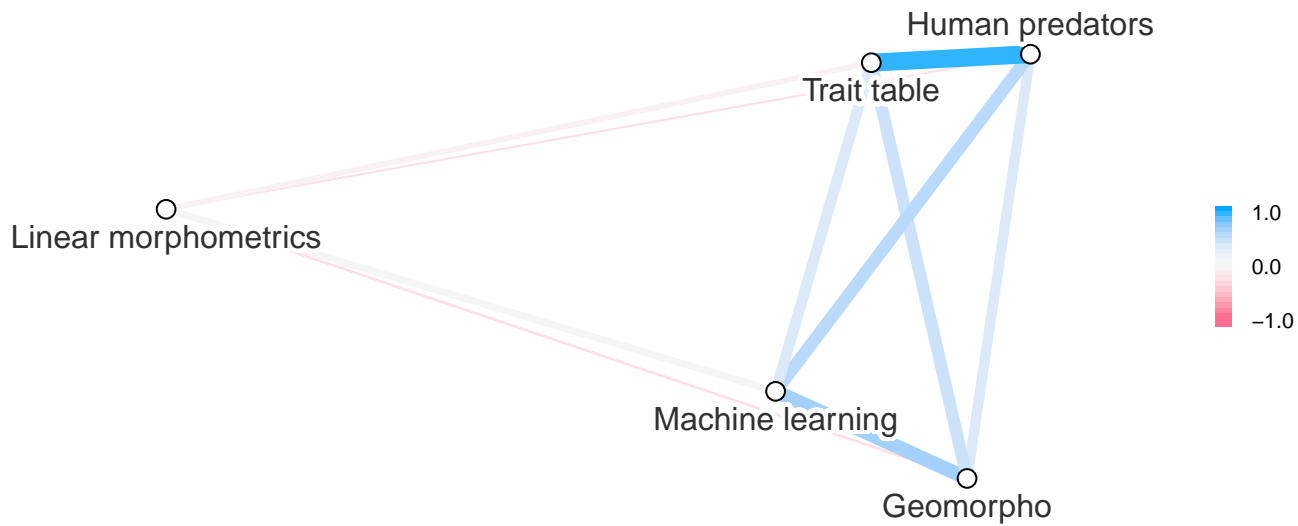 Human predators
Trait table
Linear morphometrics
1.0
0.0
−1.0
Machine learning
Geomorpho